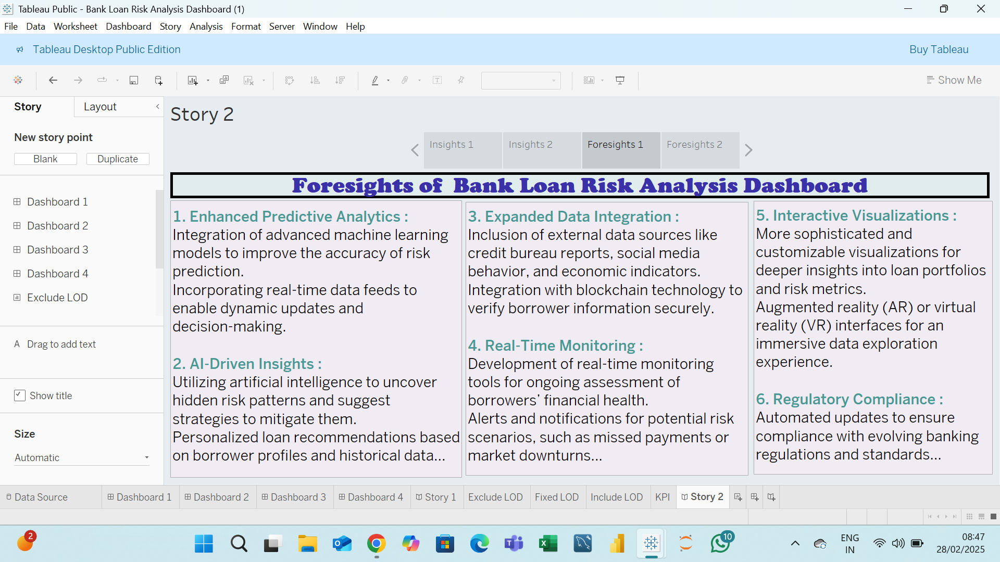 Tableau Public - Bank Loan Risk Analysis Dashboard (1)
File Data Worksheet Dashboard Story Analysis Format Server Window Help
Tableau Desktop Public Edition
Buy Tableau
Show Me
Story
Layout
New story point
Blank
Duplicate
Dashboard 1
Dashboard 2
Dashboard 3
Dashboard 4
Exclude LOD
A Drag to add text
Show title
Size
Automatic
Story 2
Insights 1
Insights 2
Foresights 1
Foresights 2
Foresights of Bank Loan Risk Analysis Dashboard
1. Enhanced Predictive Analytics :
Integration of advanced machine learning
models to improve the accuracy of risk
prediction.
Incorporating real-time data feeds to
enable dynamic updates and
decision-making.
2. AI-Driven Insights :
Utilizing artificial intelligence to uncover
hidden risk patterns and suggest
strategies to mitigate them.
Personalized loan recommendations based
on borrower profiles and historical data...
3. Expanded Data Integration :
Inclusion of external data sources like
credit bureau reports, social media
behavior, and economic indicators.
Integration with blockchain technology to
verify borrower information securely.
4. Real-Time Monitoring :
Development of real-time monitoring
tools for ongoing assessment of
borrowers’ financial health.
Alerts and notifications for potential risk
scenarios, such as missed payments or
market downturns...
5. Interactive Visualizations :
More sophisticated and
customizable visualizations for
deeper insights into loan portfolios
and risk metrics.
Augmented reality (AR) or virtual
reality (VR) interfaces for an
immersive data exploration
experience.
6. Regulatory Compliance :
Automated updates to ensure
compliance with evolving banking
regulations and standards...
Data Source
Dashboard 1
Dashboard 2
Dashboard 3
Dashboard 4
Story 1
Exclude LOD
Fixed LOD
Include LOD
KPI
Story 2
2
10
ENG
IN
08:47
28/02/2025